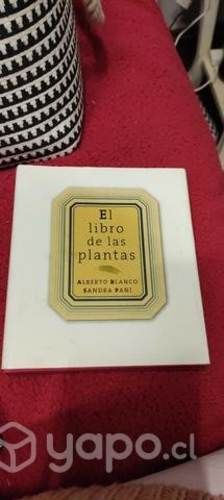 El
libro
de las
plantas
ALBERTO BLANCO
SANDRA PANI
yapo.cl